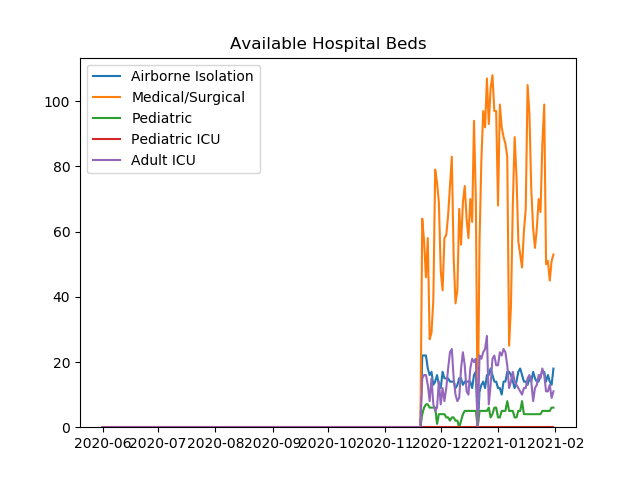 Available Hospital Beds
Airborne Isolation
Medical/Surgical
Pediatric
Pediatric ICU
Adult ICU
100
80
60
40
20
0
2020-06 2020-07 2020-08 2020-09 2020-10 2020-11 2020-12 2021-01 2021-02